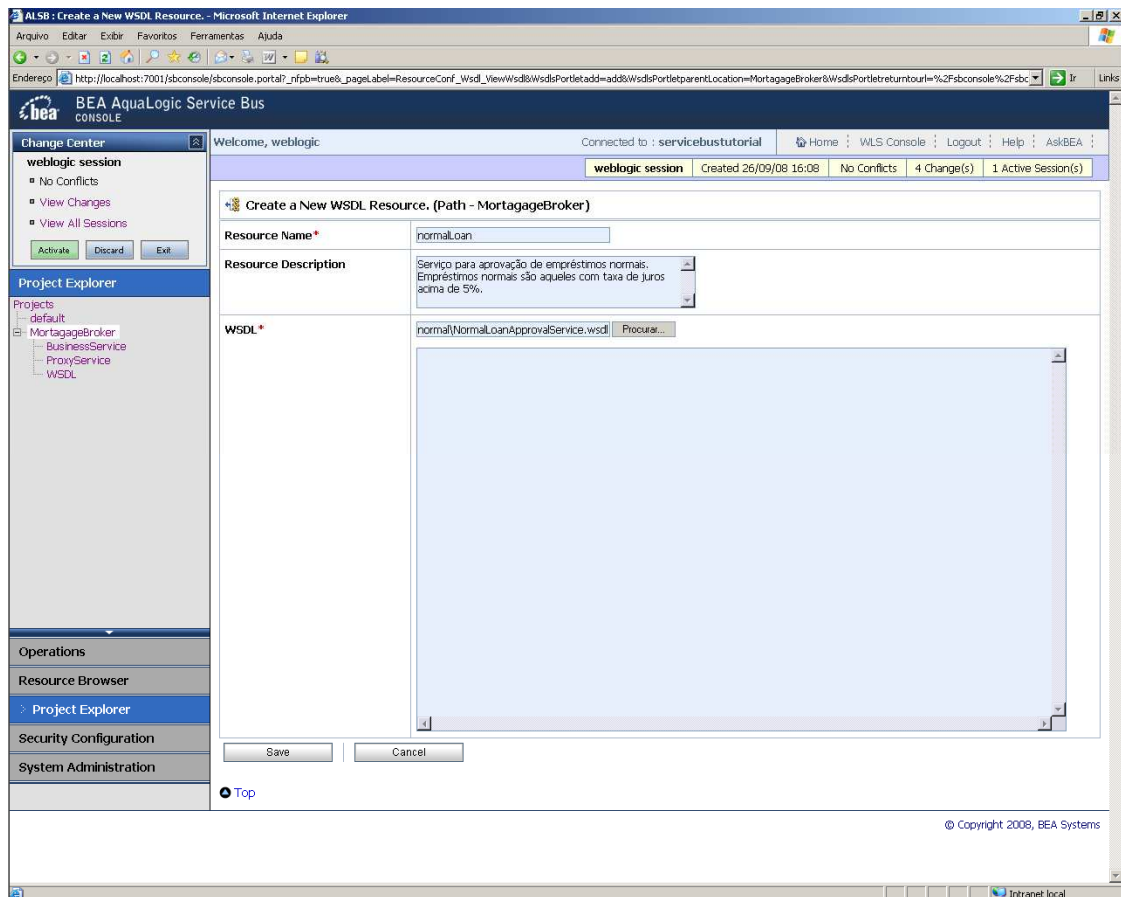 ALSB : Create a New WSDL Resource. - Microsoft Internet Explorer
Arquivo Editar Exibir Favoritos Ferramentas Ajuda
Endereço http://localhost:7001/sbconsole/sbconsole.portal?_nfpb=true&_pageLabel=ResourceConf_Wsdl_ViewWsdl&WsdlsPortletadd=add&WsdlsPortletparentLocation=MortagageBroker&WsdlsPortletreturntourl=%2Fsbconsole%2Fsbc Ir Links
bea BEA AquaLogic Service Bus
CONSOLE
Change Center
weblogic session
No Conflicts
View Changes
View All Sessions
Activate Discard Exit
Welcome, weblogic Connected to : servicebustutorial Home WLS Console Logout Help AskBEA
weblogic session Created 26/09/08 16:08 No Conflicts 4 Change(s) 1 Active Session(s)
Project Explorer
Projects
default
MortagageBroker
BusinessService
ProxyService
WSDL
Create a New WSDL Resource. (Path - MortagageBroker)
Resource Name* normalLoan
Resource Description Serviço para aprovação de empréstimos normais.
Empréstimos normais são aqueles com taxa de juros
acima de 5%.
WSDL* normal\NormalLoanApprovalService.wsdl Procurar...
Operations
Resource Browser
Project Explorer
Security Configuration
System Administration
Save Cancel
Top
© Copyright 2008, BEA Systems
Intranet local